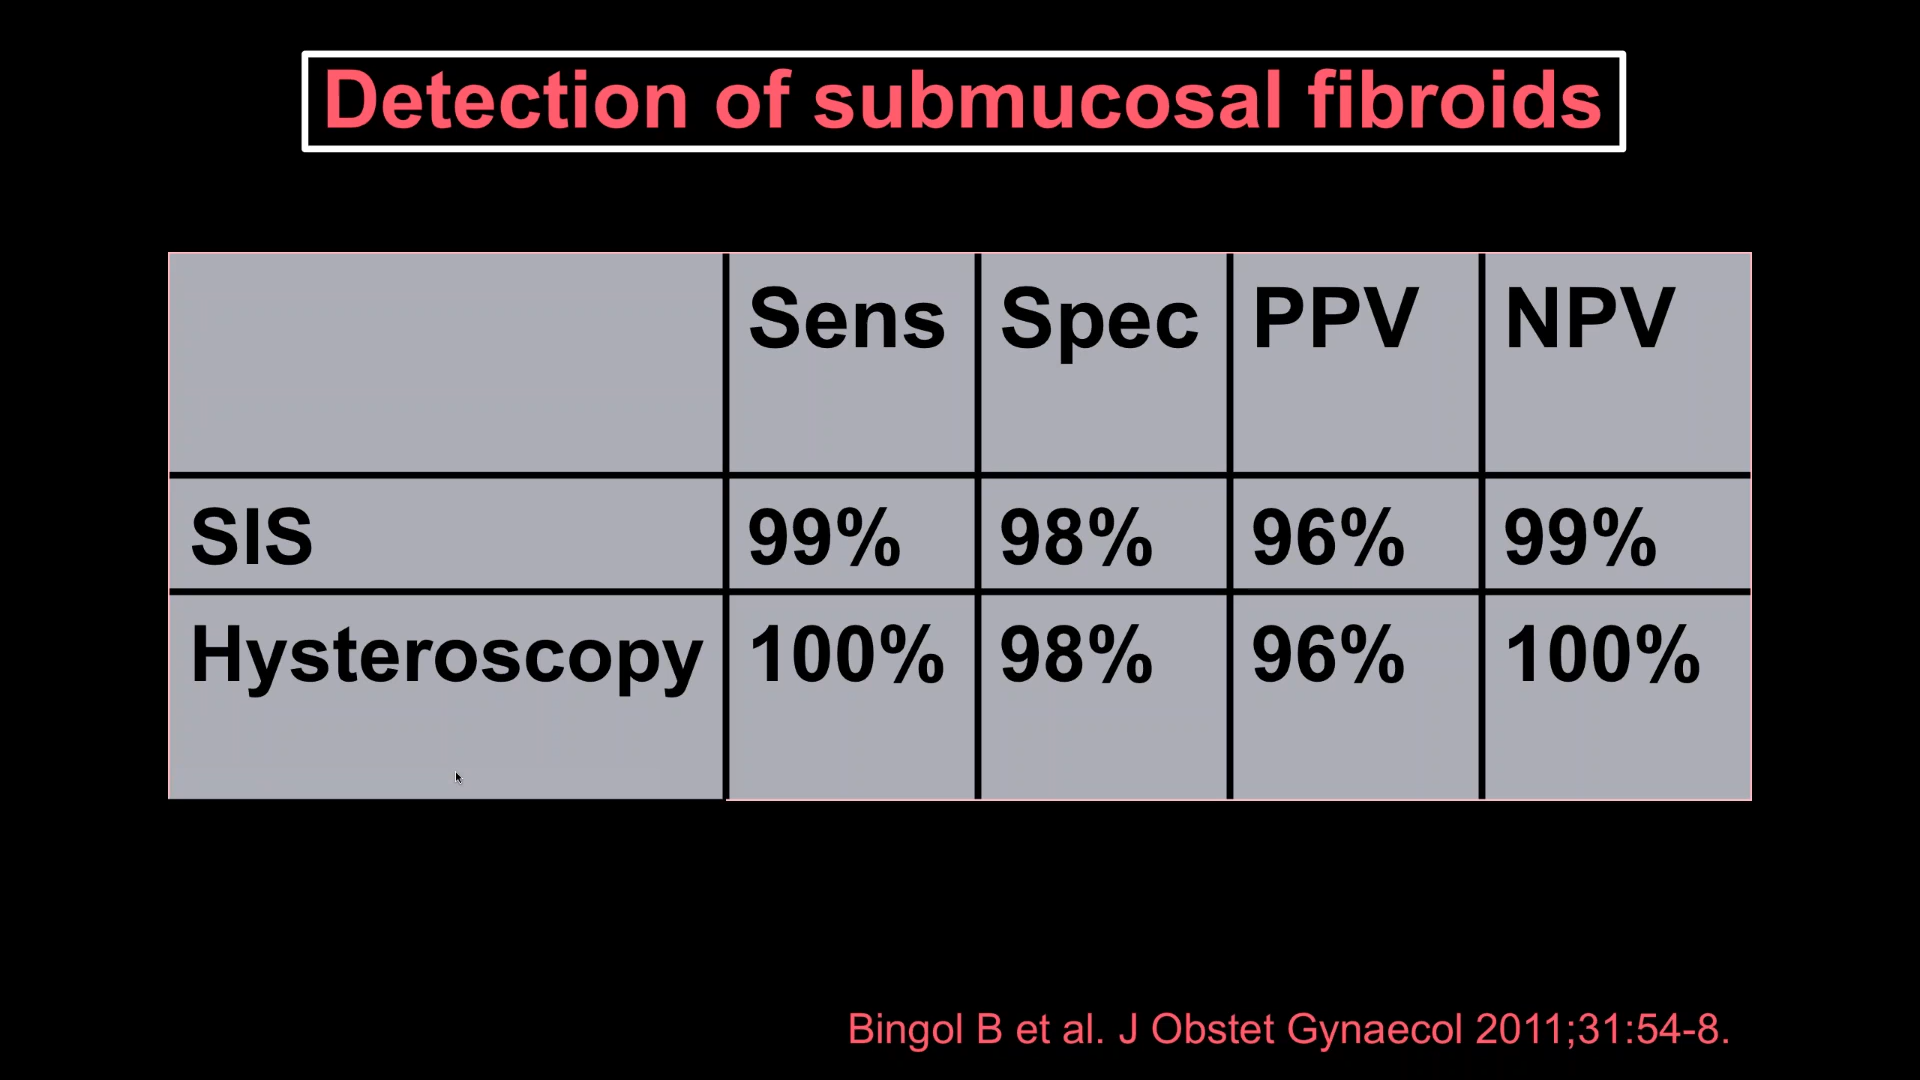 Detection of submucosal fibroids
Sens Spec PPV NPV
SIS 99% 98% 96% 99%
Hysteroscopy 100% 98% 96% 100%
Bingol B et al. J Obstet Gynaecol 2011;31:54-8.